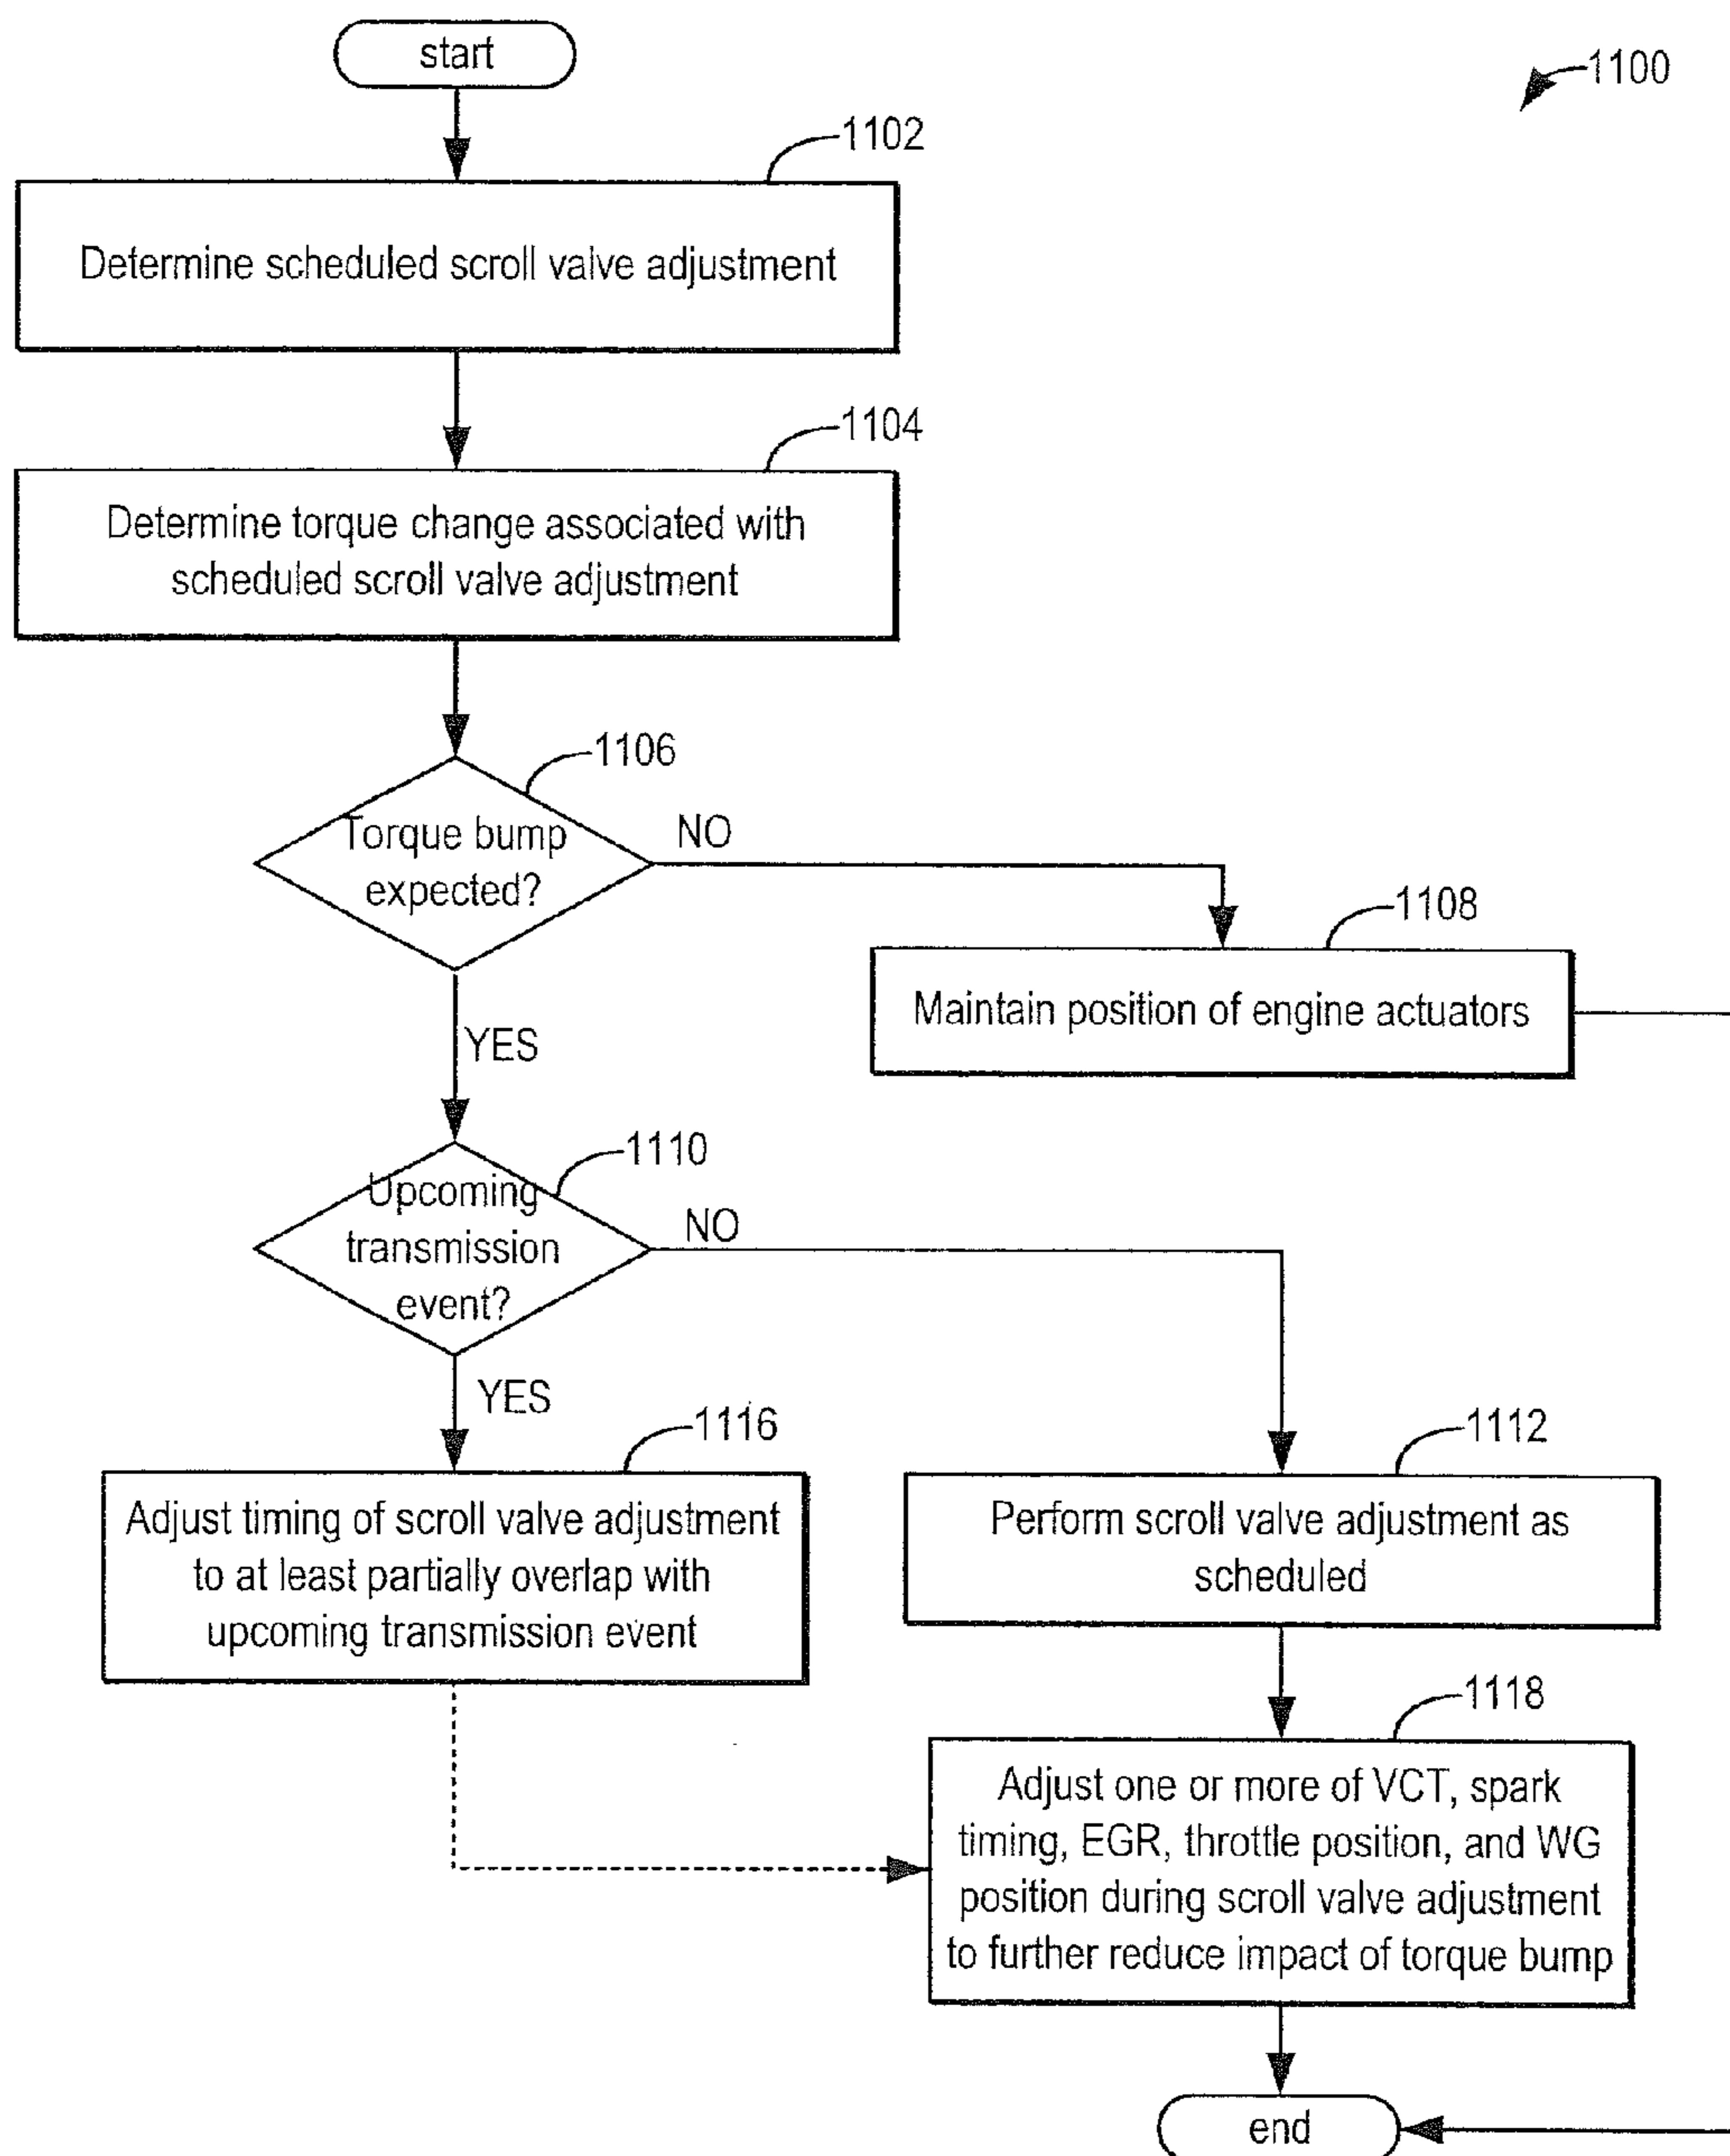 start
1100
1102
Determine scheduled scroll valve adjustment
1104
Determine torque change associated with
scheduled scroll valve adjustment
1106
Torque bump
expected?
NO
1108
Maintain position of engine actuators
YES
1110
Upcoming
transmission
event?
NO
YES
1116
Adjust timing of scroll valve adjustment
to at least partially overlap with
upcoming transmission event
1112
Perform scroll valve adjustment as
scheduled
1118
Adjust one or more of VCT, spark
timing, EGR, throttle position, and WG
position during scroll valve adjustment
to further reduce impact of torque bump
end